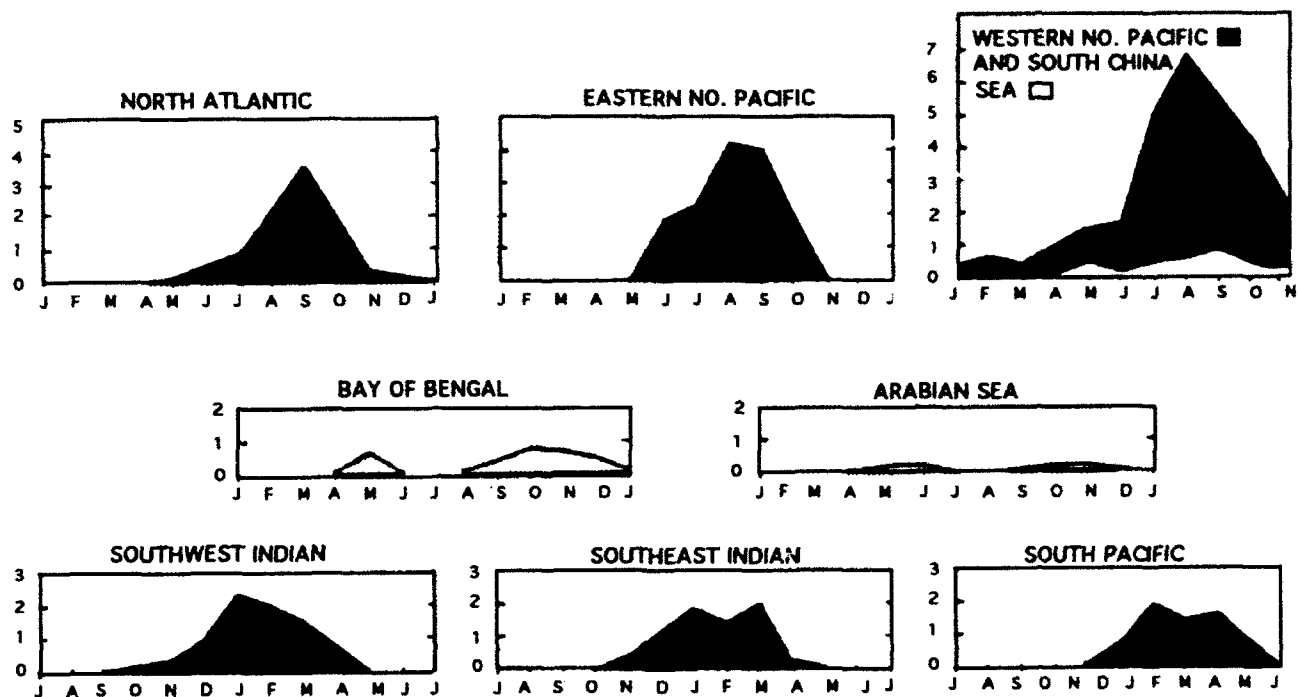 NORTH ATLANTIC
5
4
3
2
1
0
J F M A M J J A S O N D J
EASTERN NO. PACIFIC
J F M A M J J A S O N D J
WESTERN NO. PACIFIC
AND SOUTH CHINA
SEA
7
6
5
4
3
2
1
0
J F M A M J J A S O N
BAY OF BENGAL
2
1
0
J F M A M J J A S O N D J
ARABIAN SEA
2
1
0
J F M A M J J A S O N D J
SOUTHWEST INDIAN
3
2
1
0
J A S O N D J F M A M J J
SOUTHEAST INDIAN
3
2
1
0
J A S O N D J F M A M J J
SOUTH PACIFIC
3
2
1
0
J A S O N D J F M A M J